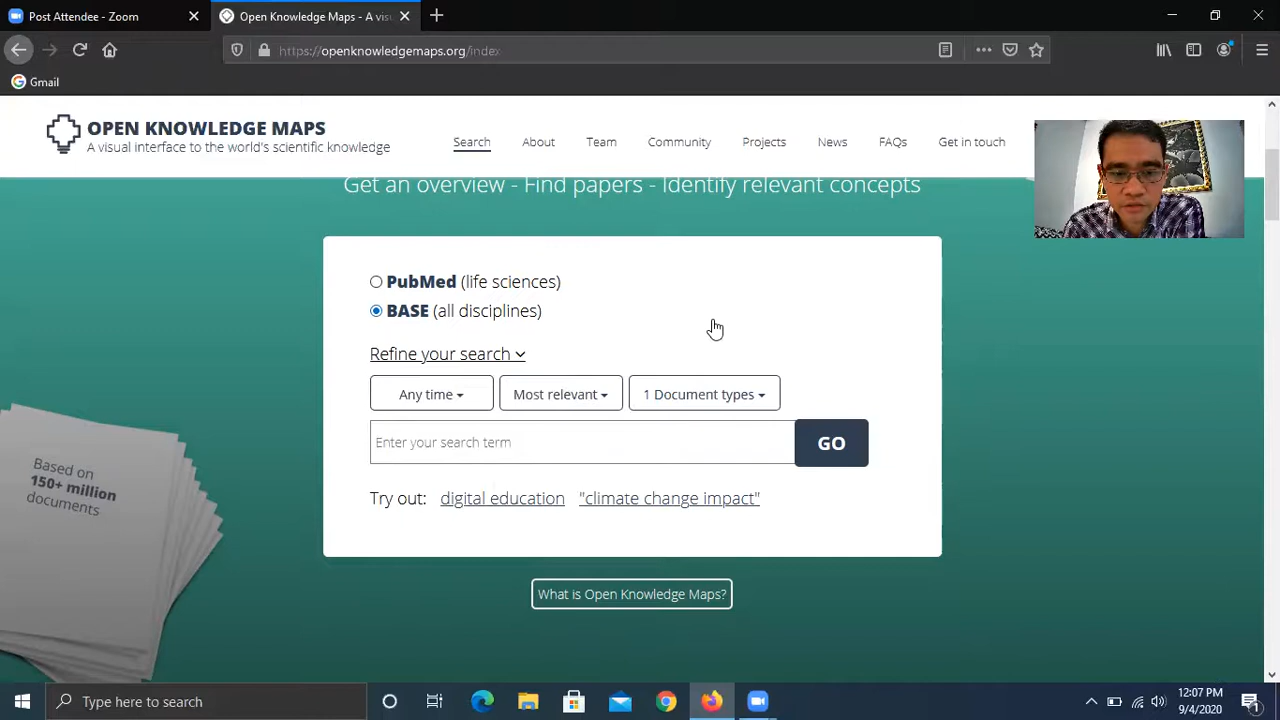 Post Attendee - Zoom
Open Knowledge Maps - A vis
https://openknowledgemaps.org/index
Gmail
OPEN KNOWLEDGE MAPS
A visual interface to the world's scientific knowledge
Search
About
Team
Community
Projects
News
FAQs
Get in touch
Get an overview - Find papers - Identify relevant concepts
PubMed (life sciences)
BASE (all disciplines)
Refine your search
Any time
Most relevant
1 Document types
Enter your search term
GO
Try out: digital education "climate change impact"
Based on
150+ million
documents
What is Open Knowledge Maps?
Type here to search
12:07 PM
9/4/2020
1